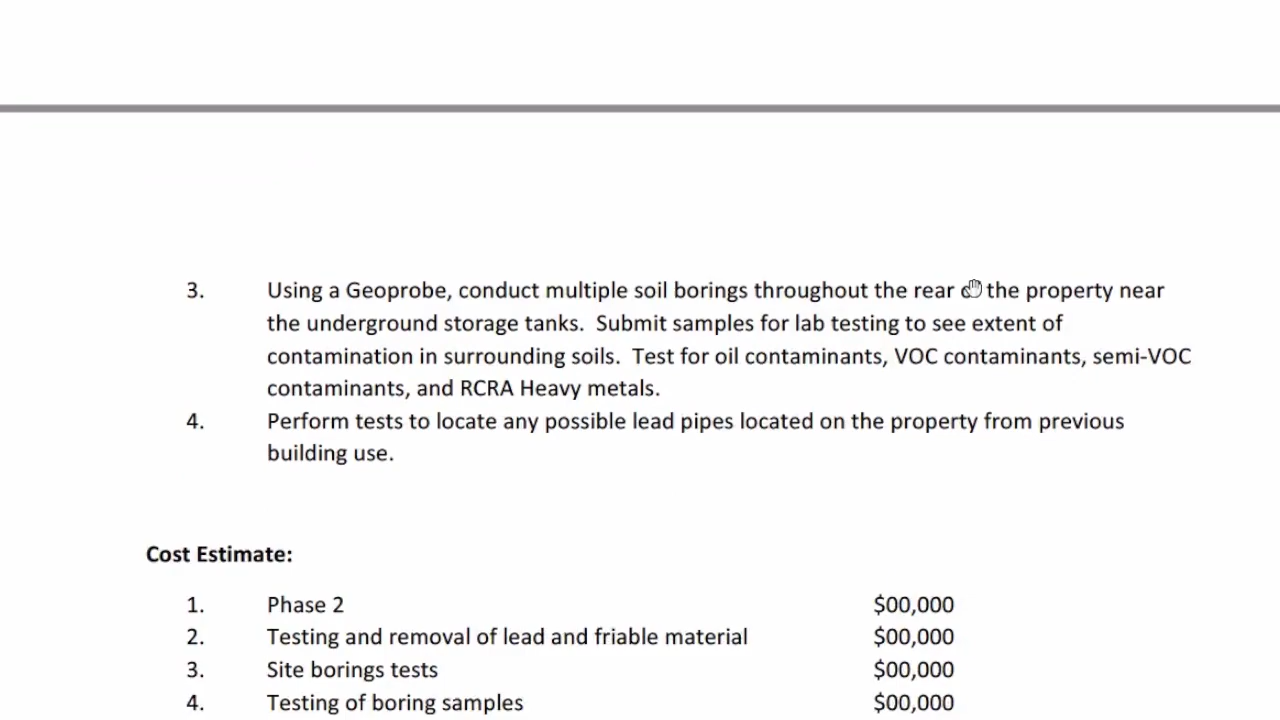 3. Using a Geoprobe, conduct multiple soil borings throughout the rear the property near
the underground storage tanks.  Submit samples for lab testing to see extent of
contamination in surrounding soils.  Test for oil contaminants, VOC contaminants, semi-VOC
contaminants, and RCRA Heavy metals.
4. Perform tests to locate any possible lead pipes located on the property from previous
building use.
Cost Estimate:
1. Phase 2 $00,000
2. Testing and removal of lead and friable material $00,000
3. Site borings tests $00,000
4. Testing of boring samples $00,000